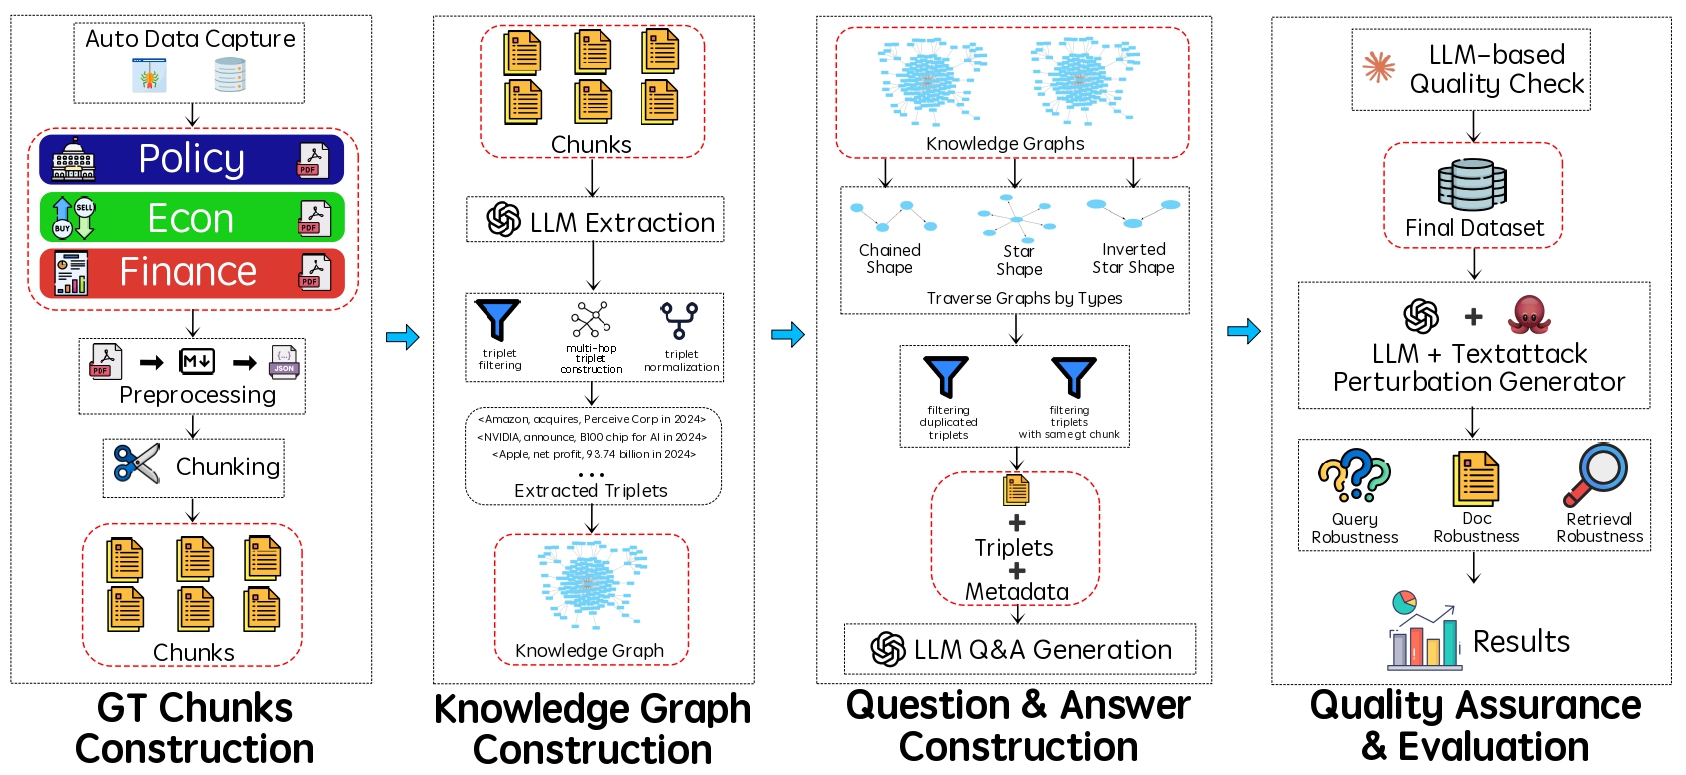 Auto Data Capture
Policy
PDF
SELL
BUY
Econ
PDF
Finance
PDF
PDF
M
{...}
JSON
Preprocessing
Chunking
Chunks
GT Chunks
Construction
Chunks
LLM Extraction
triplet
filtering
multi-hop
triplet
construction
triplet
normalization
<Amazon, acquires, Perceive Corp in 2024>
<NVIDIA, announce, B100 chip for AI in 2024>
<Apple, net profit, 93.74 billion in 2024>
...
Extracted Triplets
Knowledge Graph
Knowledge Graph
Construction
Knowledge Graphs
Chained
Shape
Star
Shape
Inverted
Star Shape
Traverse Graphs by Types
filtering
duplicated
triplets
filtering
triplets
with same gt chunk
+
Triplets
+
Metadata
LLM Q&A Generation
Question & Answer
Construction
LLM-based
Quality Check
Final Dataset
+
LLM + Textattack
Perturbation Generator
Query
Robustness
Doc
Robustness
Retrieval
Robustness
Results
Quality Assurance
& Evaluation